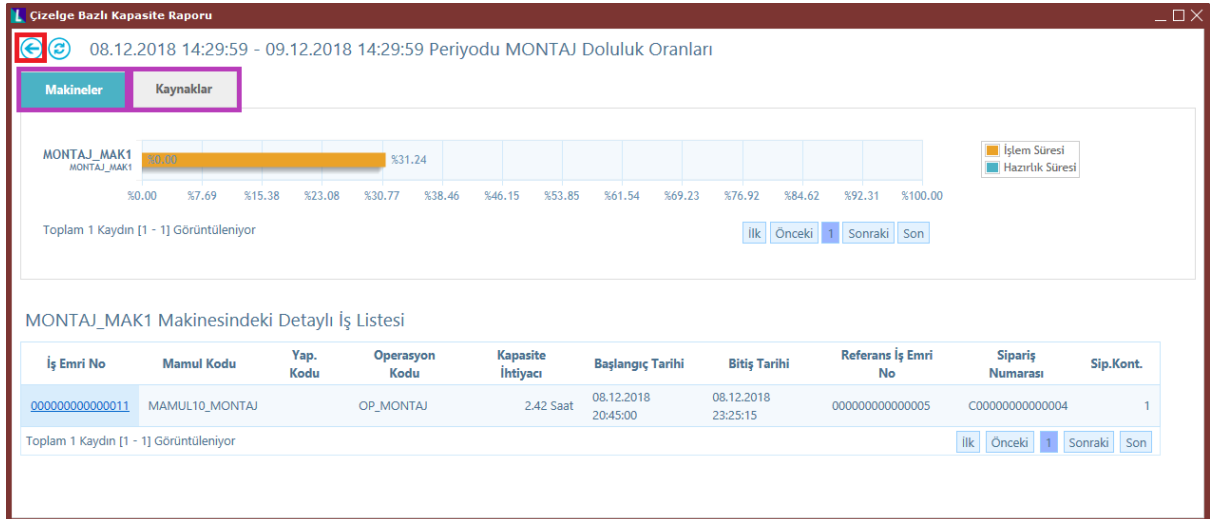 Çizelge Bazlı Kapasite Raporu
08.12.2018 14:29:59 - 09.12.2018 14:29:59 Periyodu MONTAJ Doluluk Oranları
Makineler Kaynaklar
MONTAJ_MAK1
MONTAJ_MAK1
%0.00 %31.24
İşlem Süresi
Hazırlık Süresi
%0.00 %7.69 %15.38 %23.08 %30.77 %38.46 %46.15 %53.85 %61.54 %69.23 %76.92 %84.62 %92.31 %100.00
Toplam 1 Kaydın [1 - 1] Görüntüleniyor İlk Önceki 1 Sonraki Son
MONTAJ_MAK1 Makinesindeki Detaylı İş Listesi
İş Emri No Mamul Kodu Yap. Kodu Operasyon Kodu Kapasite İhtiyacı Başlangıç Tarihi Bitiş Tarihi Referans İş Emri No Sipariş Numarası Sip.Kont.
000000000000011 MAMUL10_MONTAJ OP_MONTAJ 2.42 Saat 08.12.2018 20:45:00 08.12.2018 23:25:15 000000000000005 C00000000000004 1
Toplam 1 Kaydın [1 - 1] Görüntüleniyor İlk Önceki 1 Sonraki Son